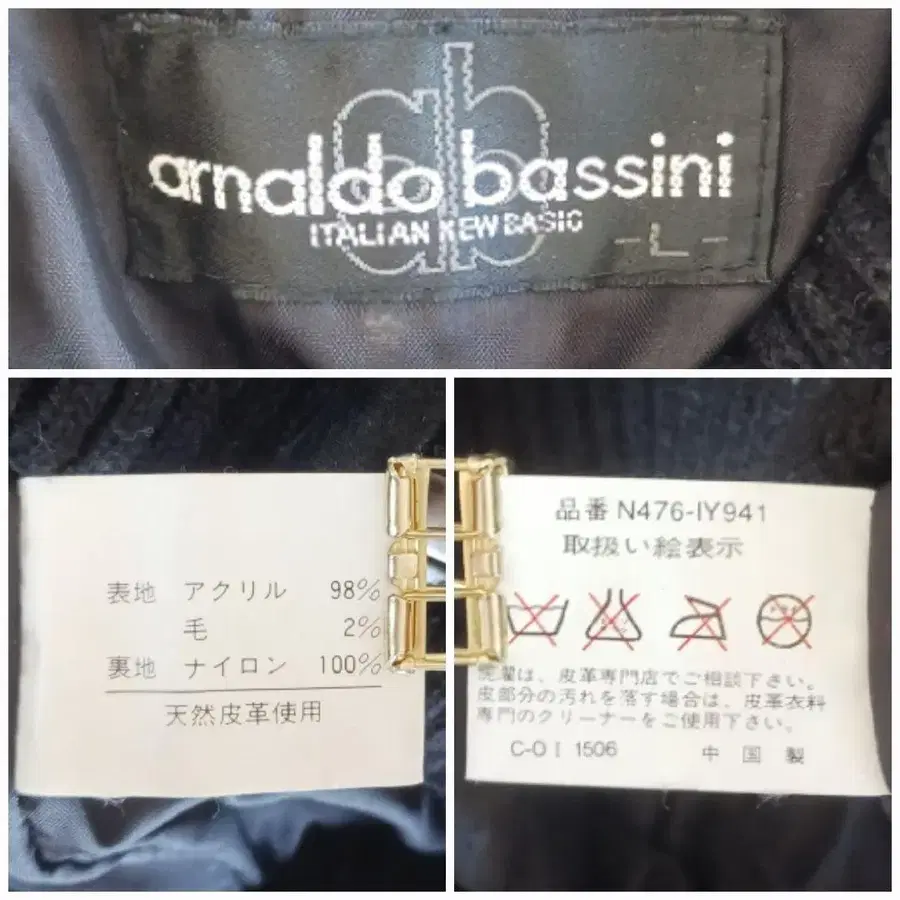 arnaldo bassini
ITALIAN NEW BASIC
-L-
表地 アクリル 98%
毛 2%
裏地 ナイロン 100%
天然皮革使用
品番 N476-IY941
取扱い絵表示
洗濯は、皮革専門店でご相談下さい。
皮部分の汚れを落す場合は、皮革衣料
専門のクリーナーをご使用下さい。
C-01 1506 中国製